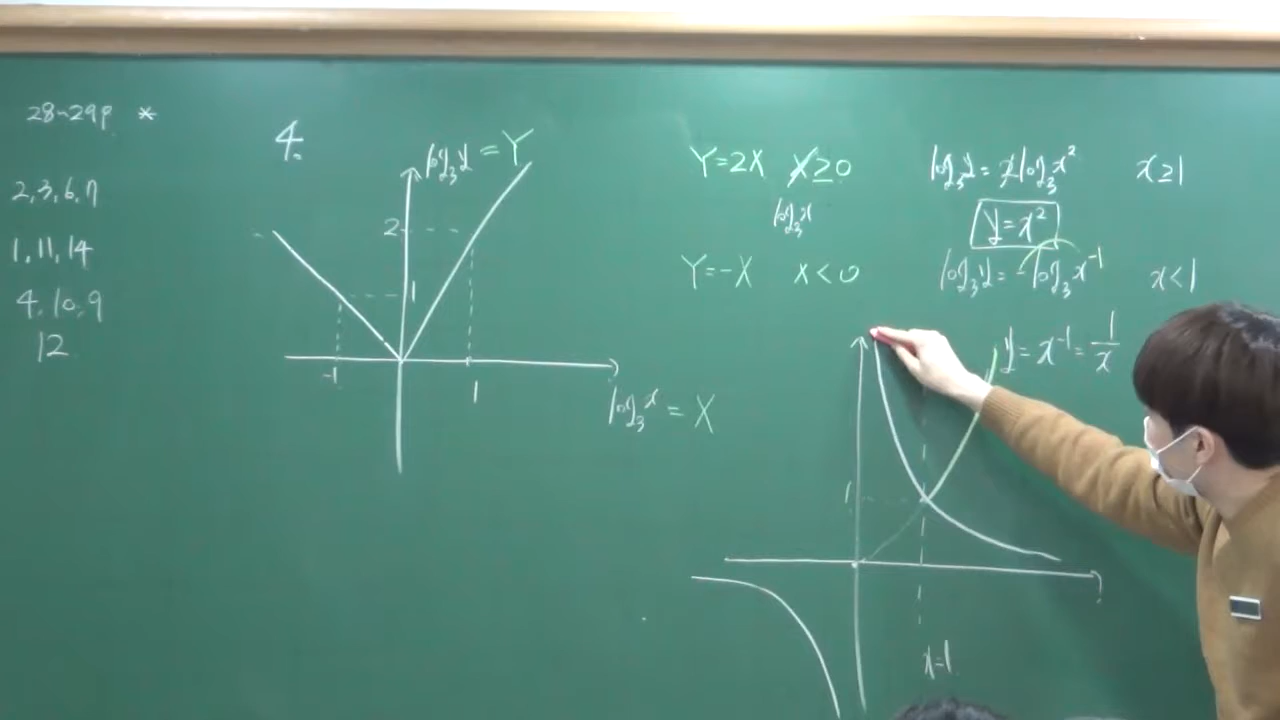 28~29p *
2,3,6,7
1,11,14
4,10,9
12
4.
log₃y = Y
2
1
-1
1
log₃x = X
Y=2X X≥0
log₃x
Y=-X X<0
log₃y = 2log₃x² x≥1
y=x²
log₃y = -log₃x⁻¹ x<1
y=x⁻¹=1/x
1
x=1